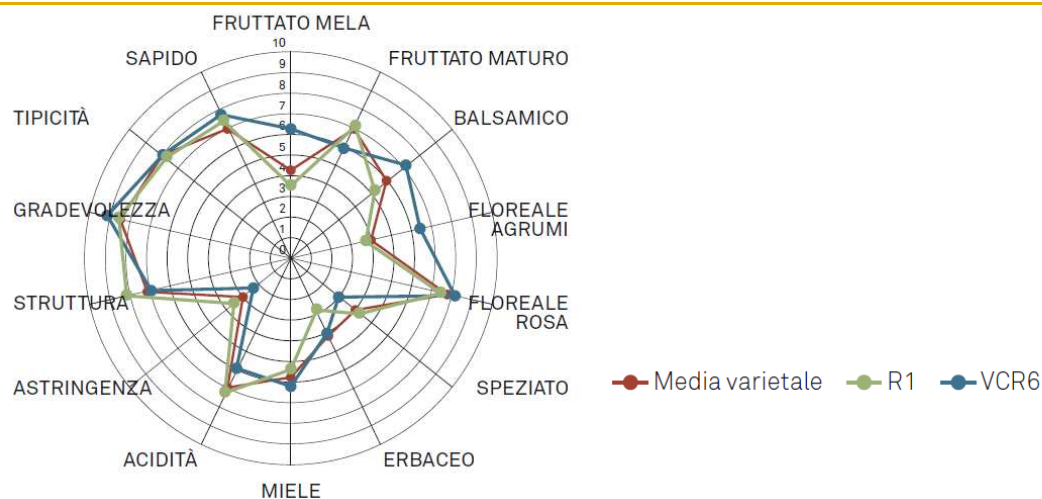 FRUTTATO MELA
FRUTTATO MATURO
BALSAMICO
FLOREALE
AGRUMI
FLOREALE
ROSA
SPEZIATO
ERBACEO
MIELE
ACIDITÀ
ASTRINGENZA
STRUTTURA
GRADEVOLEZZA
TIPICITÀ
SAPIDO
10
9
8
7
6
5
4
3
2
1
0
Media varietale
R1
VCR6